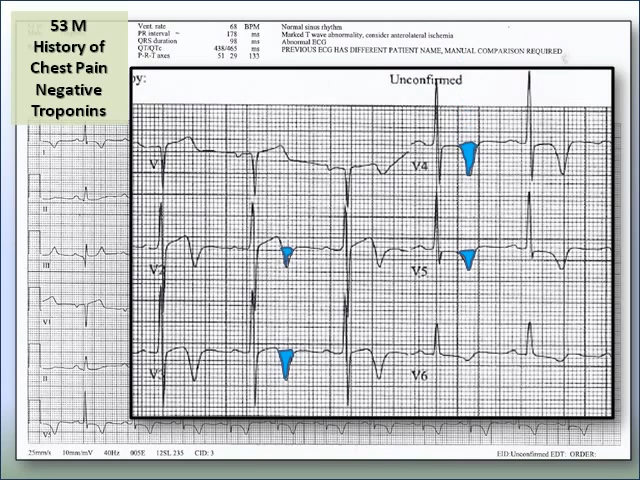 53 M
History of
Chest Pain
Negative
Troponins
Vent. rate 68 BPM
PR interval 178 ms
QRS duration 98 ms
QT/QTc 438/465 ms
P-R-T axes 51 29 133
Normal sinus rhythm
Marked T wave abnormality, consider anterolateral ischemia
Abnormal ECG
PREVIOUS ECG HAS DIFFERENT PATIENT NAME, MANUAL COMPARISON REQUIRED
by:
Unconfirmed
V1
V4
V2
V5
V3
V6
I
II
III
V1
II
V5
25mm/s 10mm/mV 40Hz 005E 12SL 235 CID: 3
EID:Unconfirmed EDT: ORDER: